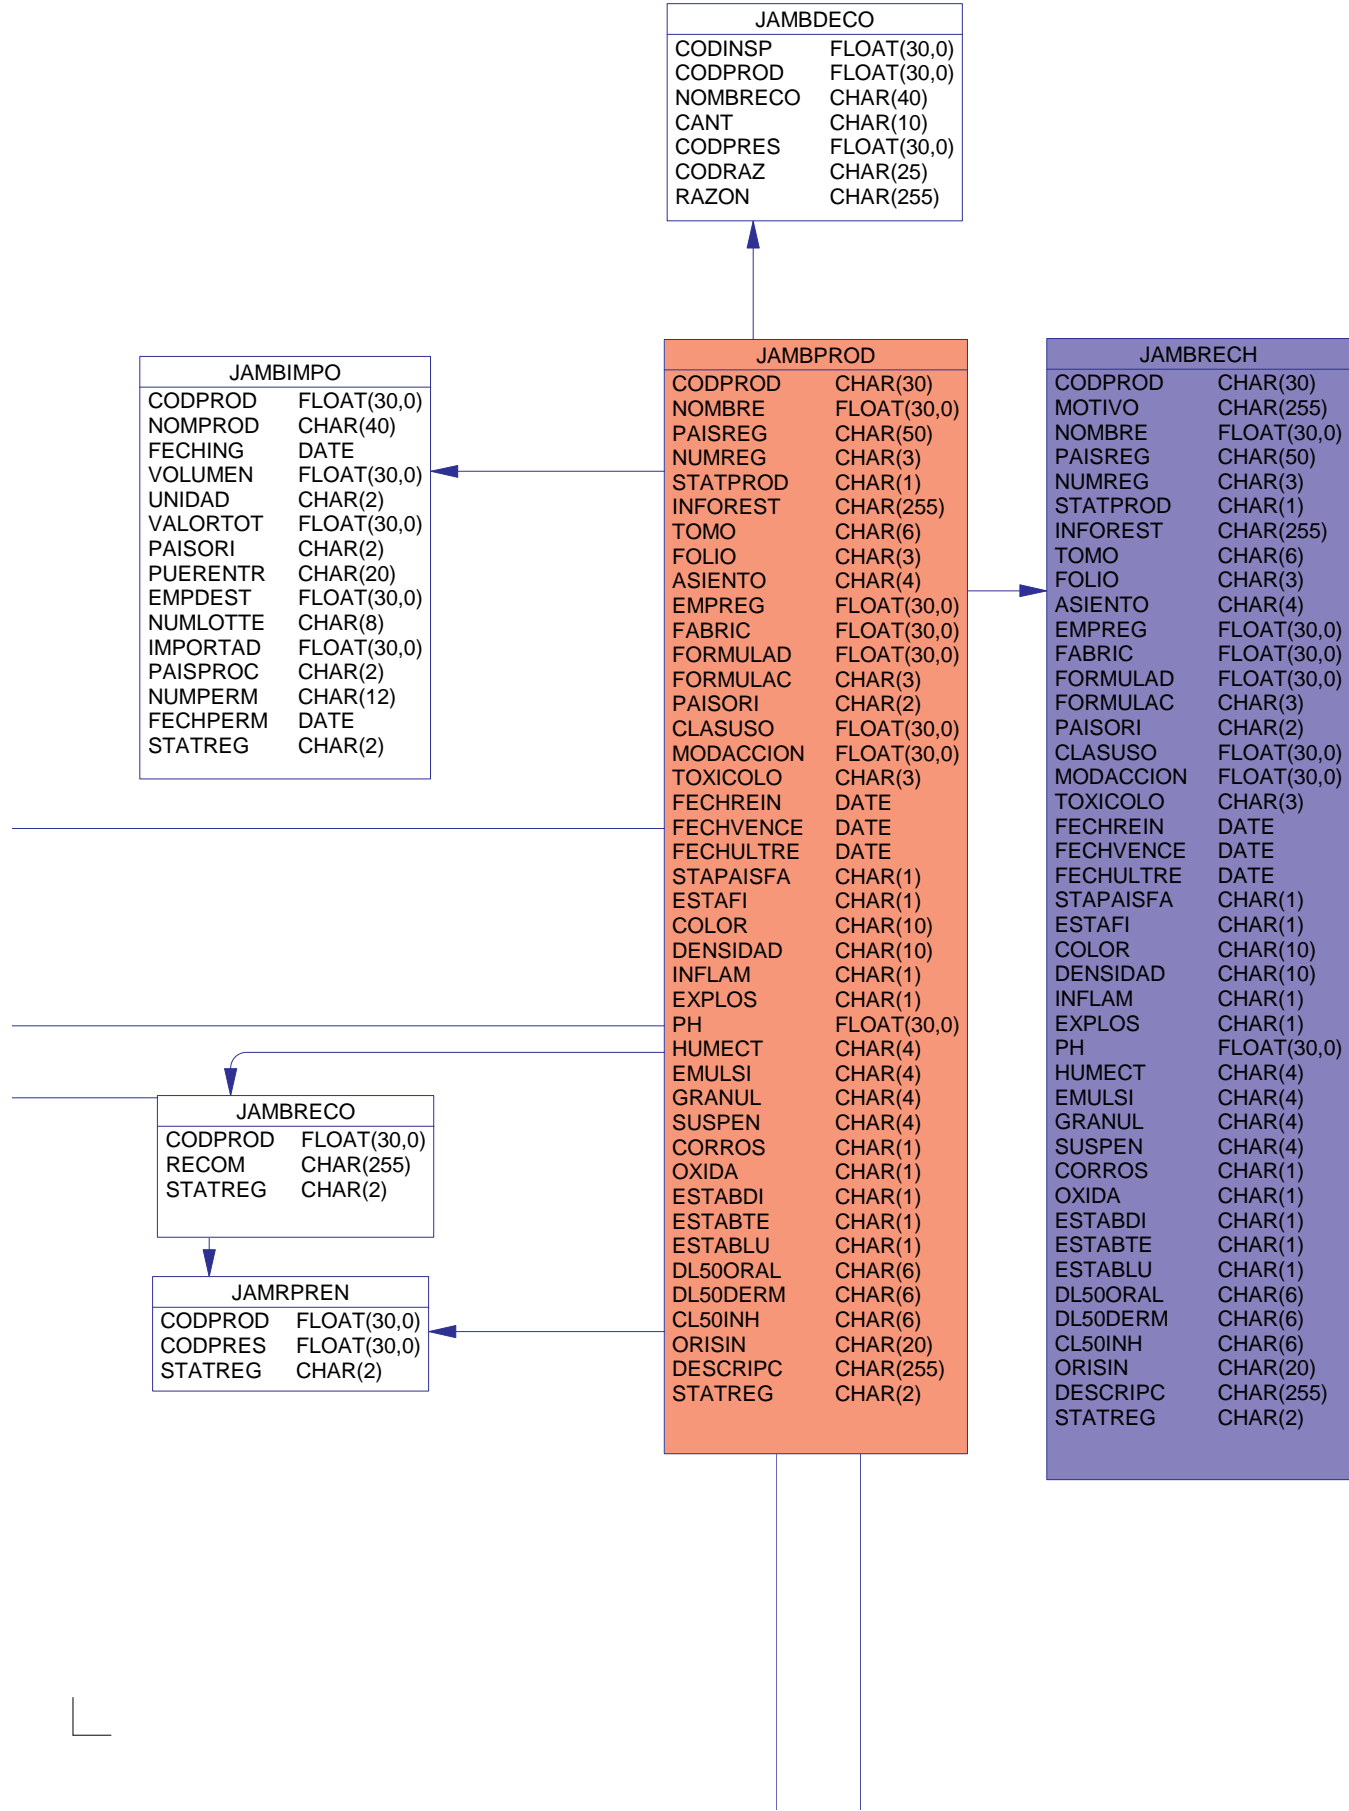 JAMBDECO
CODINSP FLOAT(30,0)
CODPROD FLOAT(30,0)
NOMBRECO CHAR(40)
CANT CHAR(10)
CODPRES FLOAT(30,0)
CODRAZ CHAR(25)
RAZON CHAR(255)
JAMBIMPO
CODPROD FLOAT(30,0)
NOMPROD CHAR(40)
FECHING DATE
VOLUMEN FLOAT(30,0)
UNIDAD CHAR(2)
VALORTOT FLOAT(30,0)
PAISORI CHAR(2)
PUERENTR CHAR(20)
EMPDEST FLOAT(30,0)
NUMLOTTE CHAR(8)
IMPORTAD FLOAT(30,0)
PAISPROC CHAR(2)
NUMPERM CHAR(12)
FECHPERM DATE
STATREG CHAR(2)
JAMBRECO
CODPROD FLOAT(30,0)
RECOM CHAR(255)
STATREG CHAR(2)
JAMRPREN
CODPROD FLOAT(30,0)
CODPRES FLOAT(30,0)
STATREG CHAR(2)
JAMBPROD
CODPROD CHAR(30)
NOMBRE FLOAT(30,0)
PAISREG CHAR(50)
NUMREG CHAR(3)
STATPROD CHAR(1)
INFOREST CHAR(255)
TOMO CHAR(6)
FOLIO CHAR(3)
ASIENTO CHAR(4)
EMPREG FLOAT(30,0)
FABRIC FLOAT(30,0)
FORMULAD FLOAT(30,0)
FORMULAC CHAR(3)
PAISORI CHAR(2)
CLASUSO FLOAT(30,0)
MODACCION FLOAT(30,0)
TOXICOLO CHAR(3)
FECHREIN DATE
FECHVENCE DATE
FECHULTRE DATE
STAPAISFA CHAR(1)
ESTAFI CHAR(1)
COLOR CHAR(10)
DENSIDAD CHAR(10)
INFLAM CHAR(1)
EXPLOS CHAR(1)
PH FLOAT(30,0)
HUMECT CHAR(4)
EMULSI CHAR(4)
GRANUL CHAR(4)
SUSPEN CHAR(4)
CORROS CHAR(1)
OXIDA CHAR(1)
ESTABDI CHAR(1)
ESTABTE CHAR(1)
ESTABLU CHAR(1)
DL50ORAL CHAR(6)
DL50DERM CHAR(6)
CL50INH CHAR(6)
ORISIN CHAR(20)
DESCRIPC CHAR(255)
STATREG CHAR(2)
JAMBRECH
CODPROD CHAR(30)
MOTIVO CHAR(255)
NOMBRE FLOAT(30,0)
PAISREG CHAR(50)
NUMREG CHAR(3)
STATPROD CHAR(1)
INFOREST CHAR(255)
TOMO CHAR(6)
FOLIO CHAR(3)
ASIENTO CHAR(4)
EMPREG FLOAT(30,0)
FABRIC FLOAT(30,0)
FORMULAD FLOAT(30,0)
FORMULAC CHAR(3)
PAISORI CHAR(2)
CLASUSO FLOAT(30,0)
MODACCION FLOAT(30,0)
TOXICOLO CHAR(3)
FECHREIN DATE
FECHVENCE DATE
FECHULTRE DATE
STAPAISFA CHAR(1)
ESTAFI CHAR(1)
COLOR CHAR(10)
DENSIDAD CHAR(10)
INFLAM CHAR(1)
EXPLOS CHAR(1)
PH FLOAT(30,0)
HUMECT CHAR(4)
EMULSI CHAR(4)
GRANUL CHAR(4)
SUSPEN CHAR(4)
CORROS CHAR(1)
OXIDA CHAR(1)
ESTABDI CHAR(1)
ESTABTE CHAR(1)
ESTABLU CHAR(1)
DL50ORAL CHAR(6)
DL50DERM CHAR(6)
CL50INH CHAR(6)
ORISIN CHAR(20)
DESCRIPC CHAR(255)
STATREG CHAR(2)